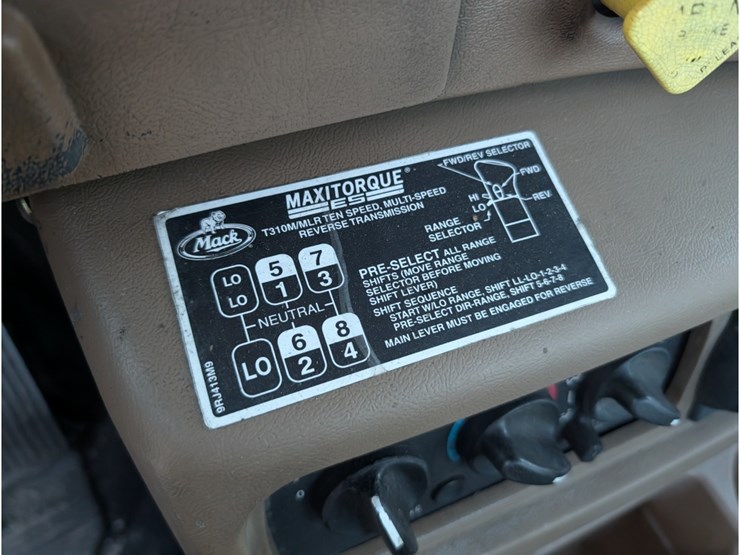 Mack
MAXITORQUE
ES
T310M/MLR TEN SPEED, MULTI-SPEED
REVERSE TRANSMISSION
FWD/REV SELECTOR
FWD
REV
HI
LO
RANGE
SELECTOR
LO
LO
5
1
7
3
NEUTRAL
LO
6
2
8
4
PRE-SELECT ALL RANGE
SHIFTS (MOVE RANGE
SELECTOR BEFORE MOVING
SHIFT LEVER)
SHIFT SEQUENCE
START W/LO RANGE, SHIFT LL-LO-1-2-3-4
PRE-SELECT DIR-RANGE, SHIFT 5-6-7-8
MAIN LEVER MUST BE ENGAGED FOR REVERSE
9RJ413M9